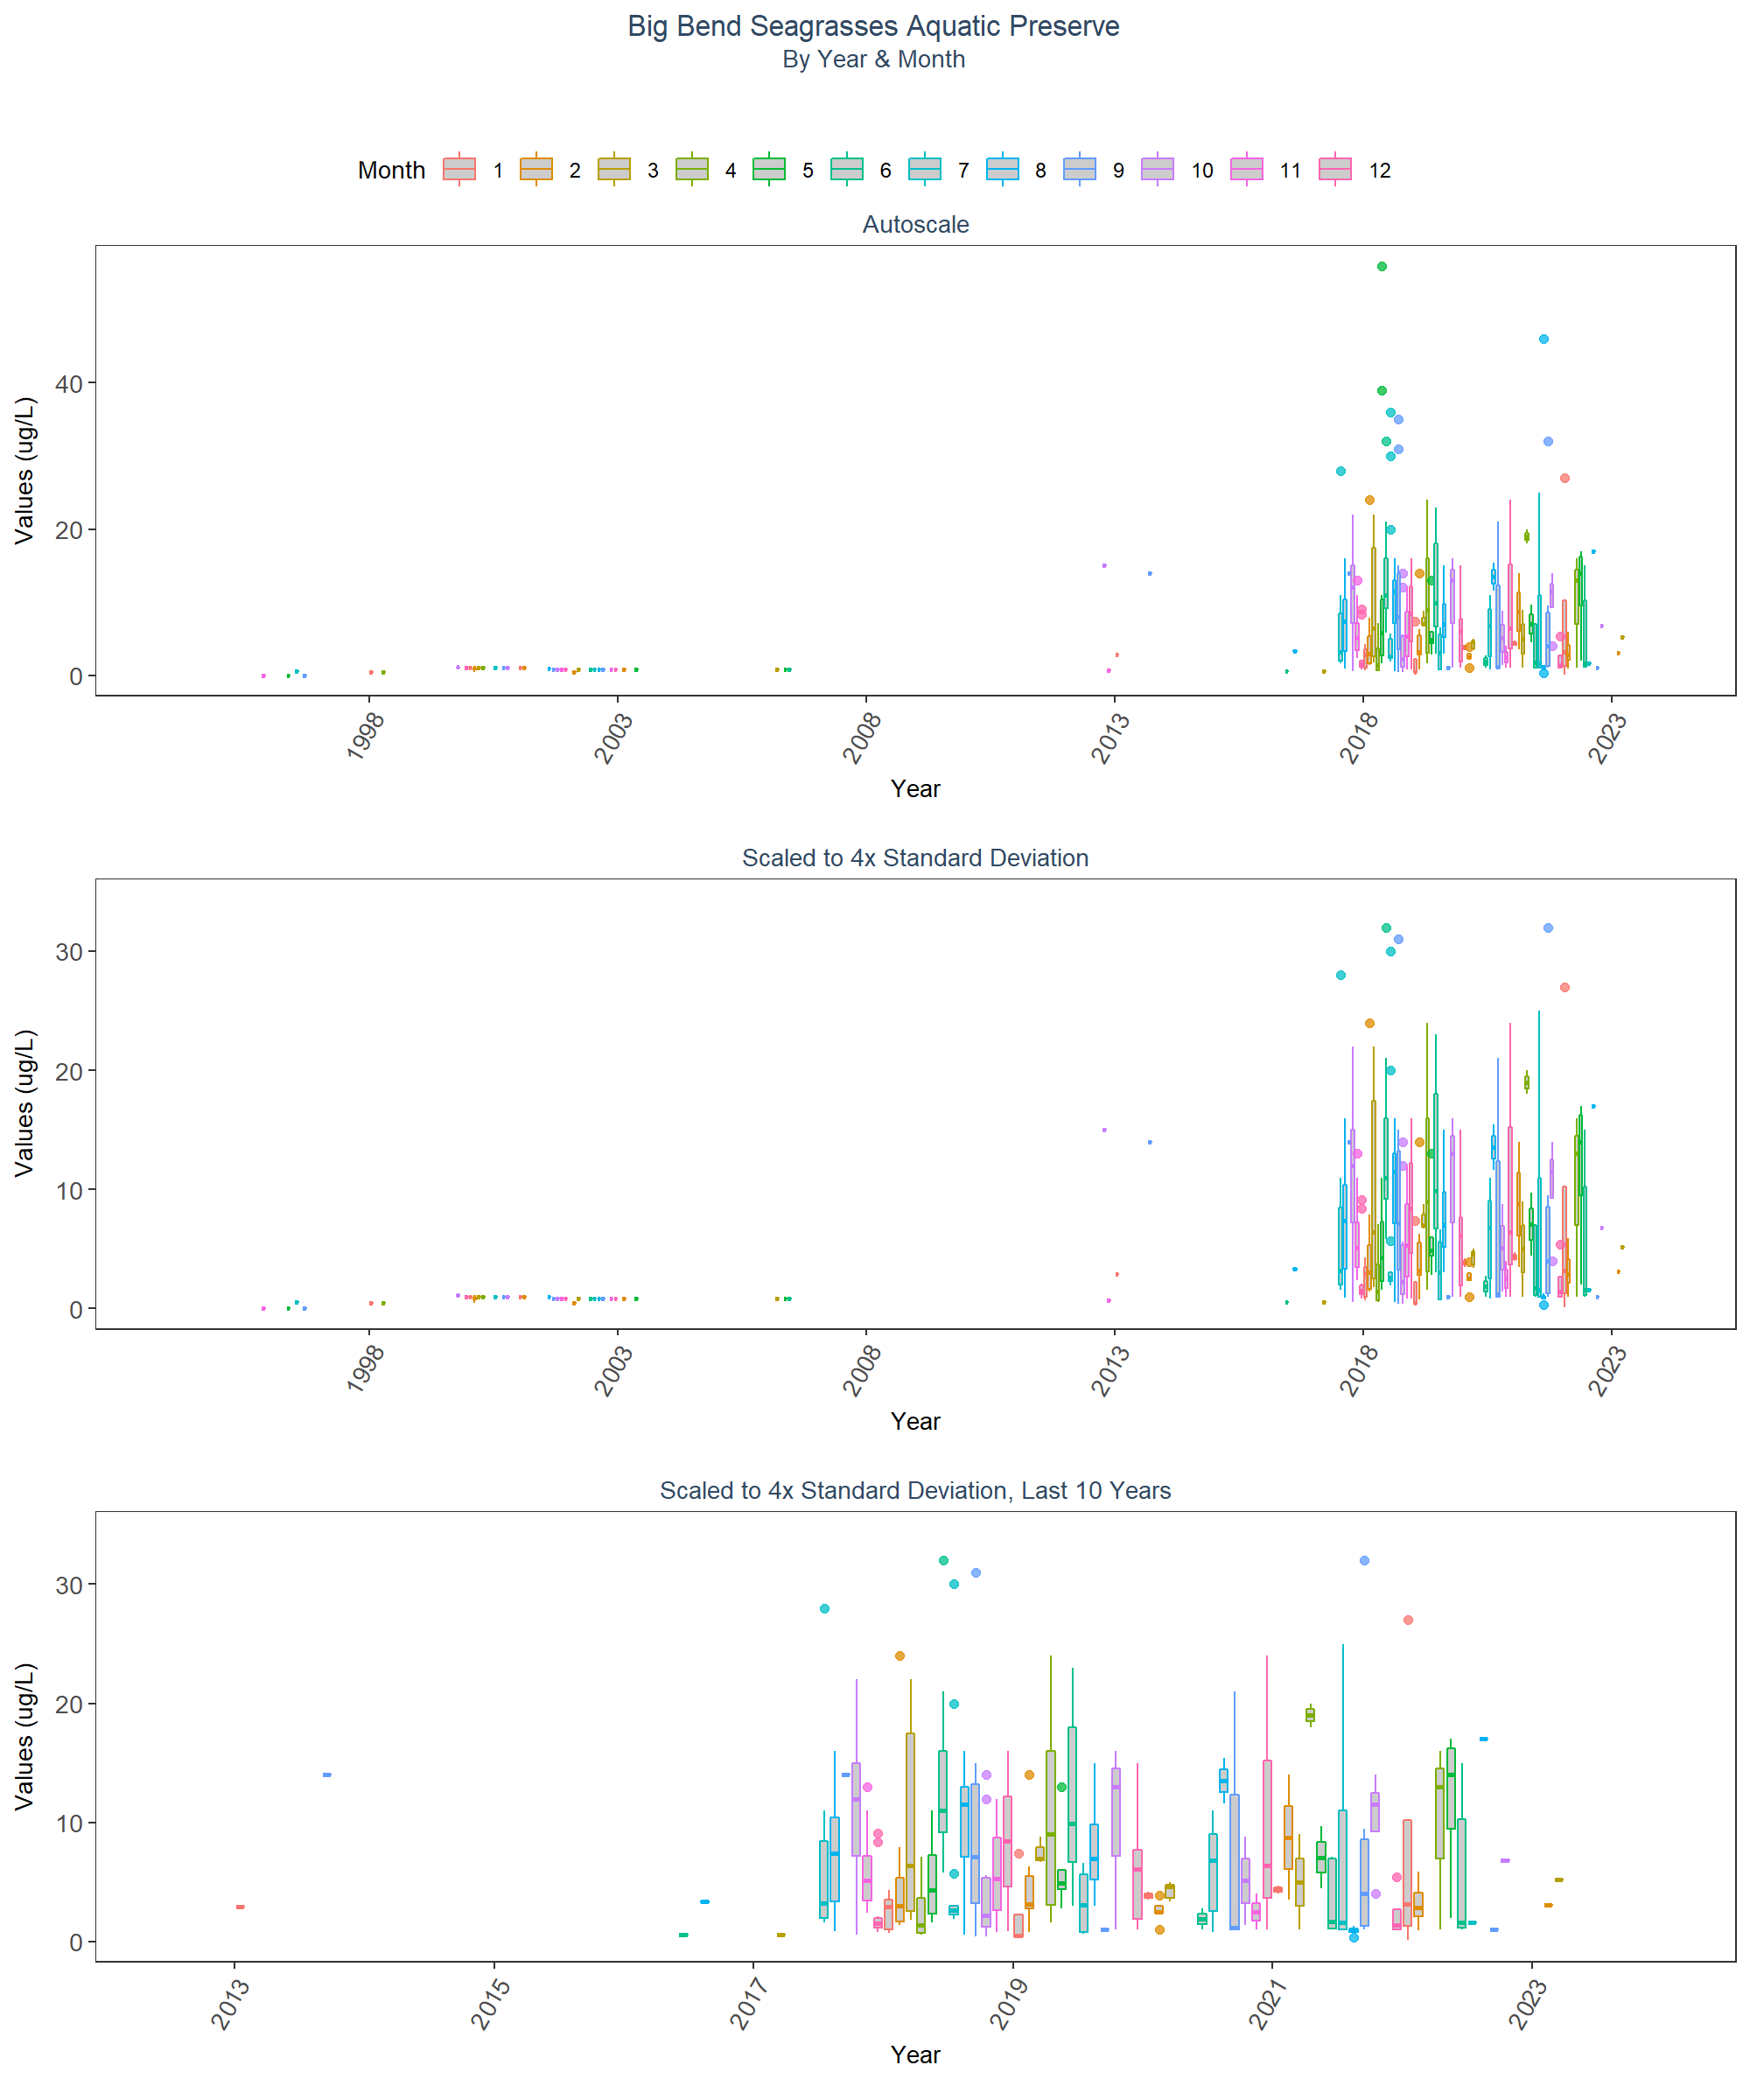 Big Bend Seagrasses Aquatic Preserve
By Year & Month
Month 1 2 3 4 5 6 7 8 9 10 11 12
Autoscale
Values (ug/L)
40
20
0
1998 2003 2008 2013 2018 2023
Year
Scaled to 4x Standard Deviation
Values (ug/L)
30
20
10
0
1998 2003 2008 2013 2018 2023
Year
Scaled to 4x Standard Deviation, Last 10 Years
Values (ug/L)
30
20
10
0
2013 2015 2017 2019 2021 2023
Year